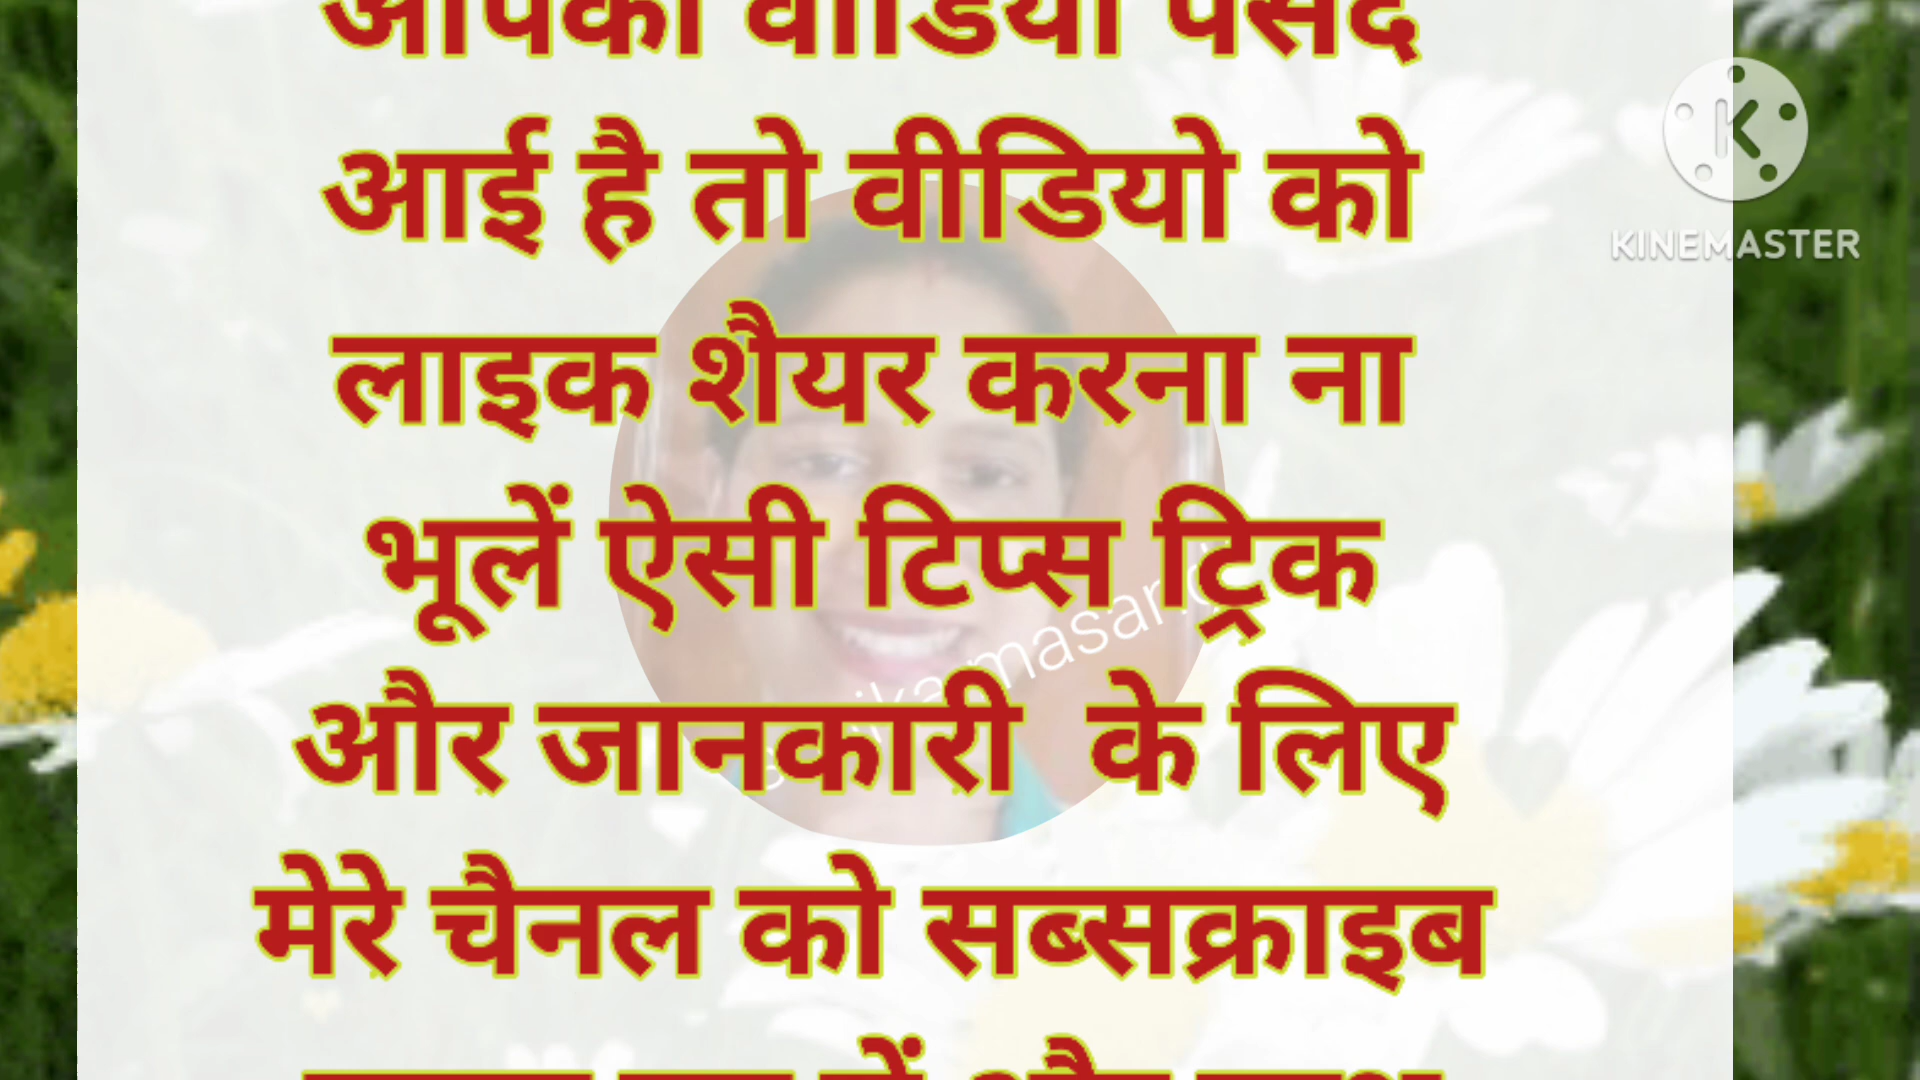 आपको वीडियो पसंद
आई है तो वीडियो को
लाइक शैयर करना ना
भूलें ऐसी टिप्स ट्रिक
और जानकारी के लिए
मेरे चैनल को सब्सक्राइब
KINEMASTER